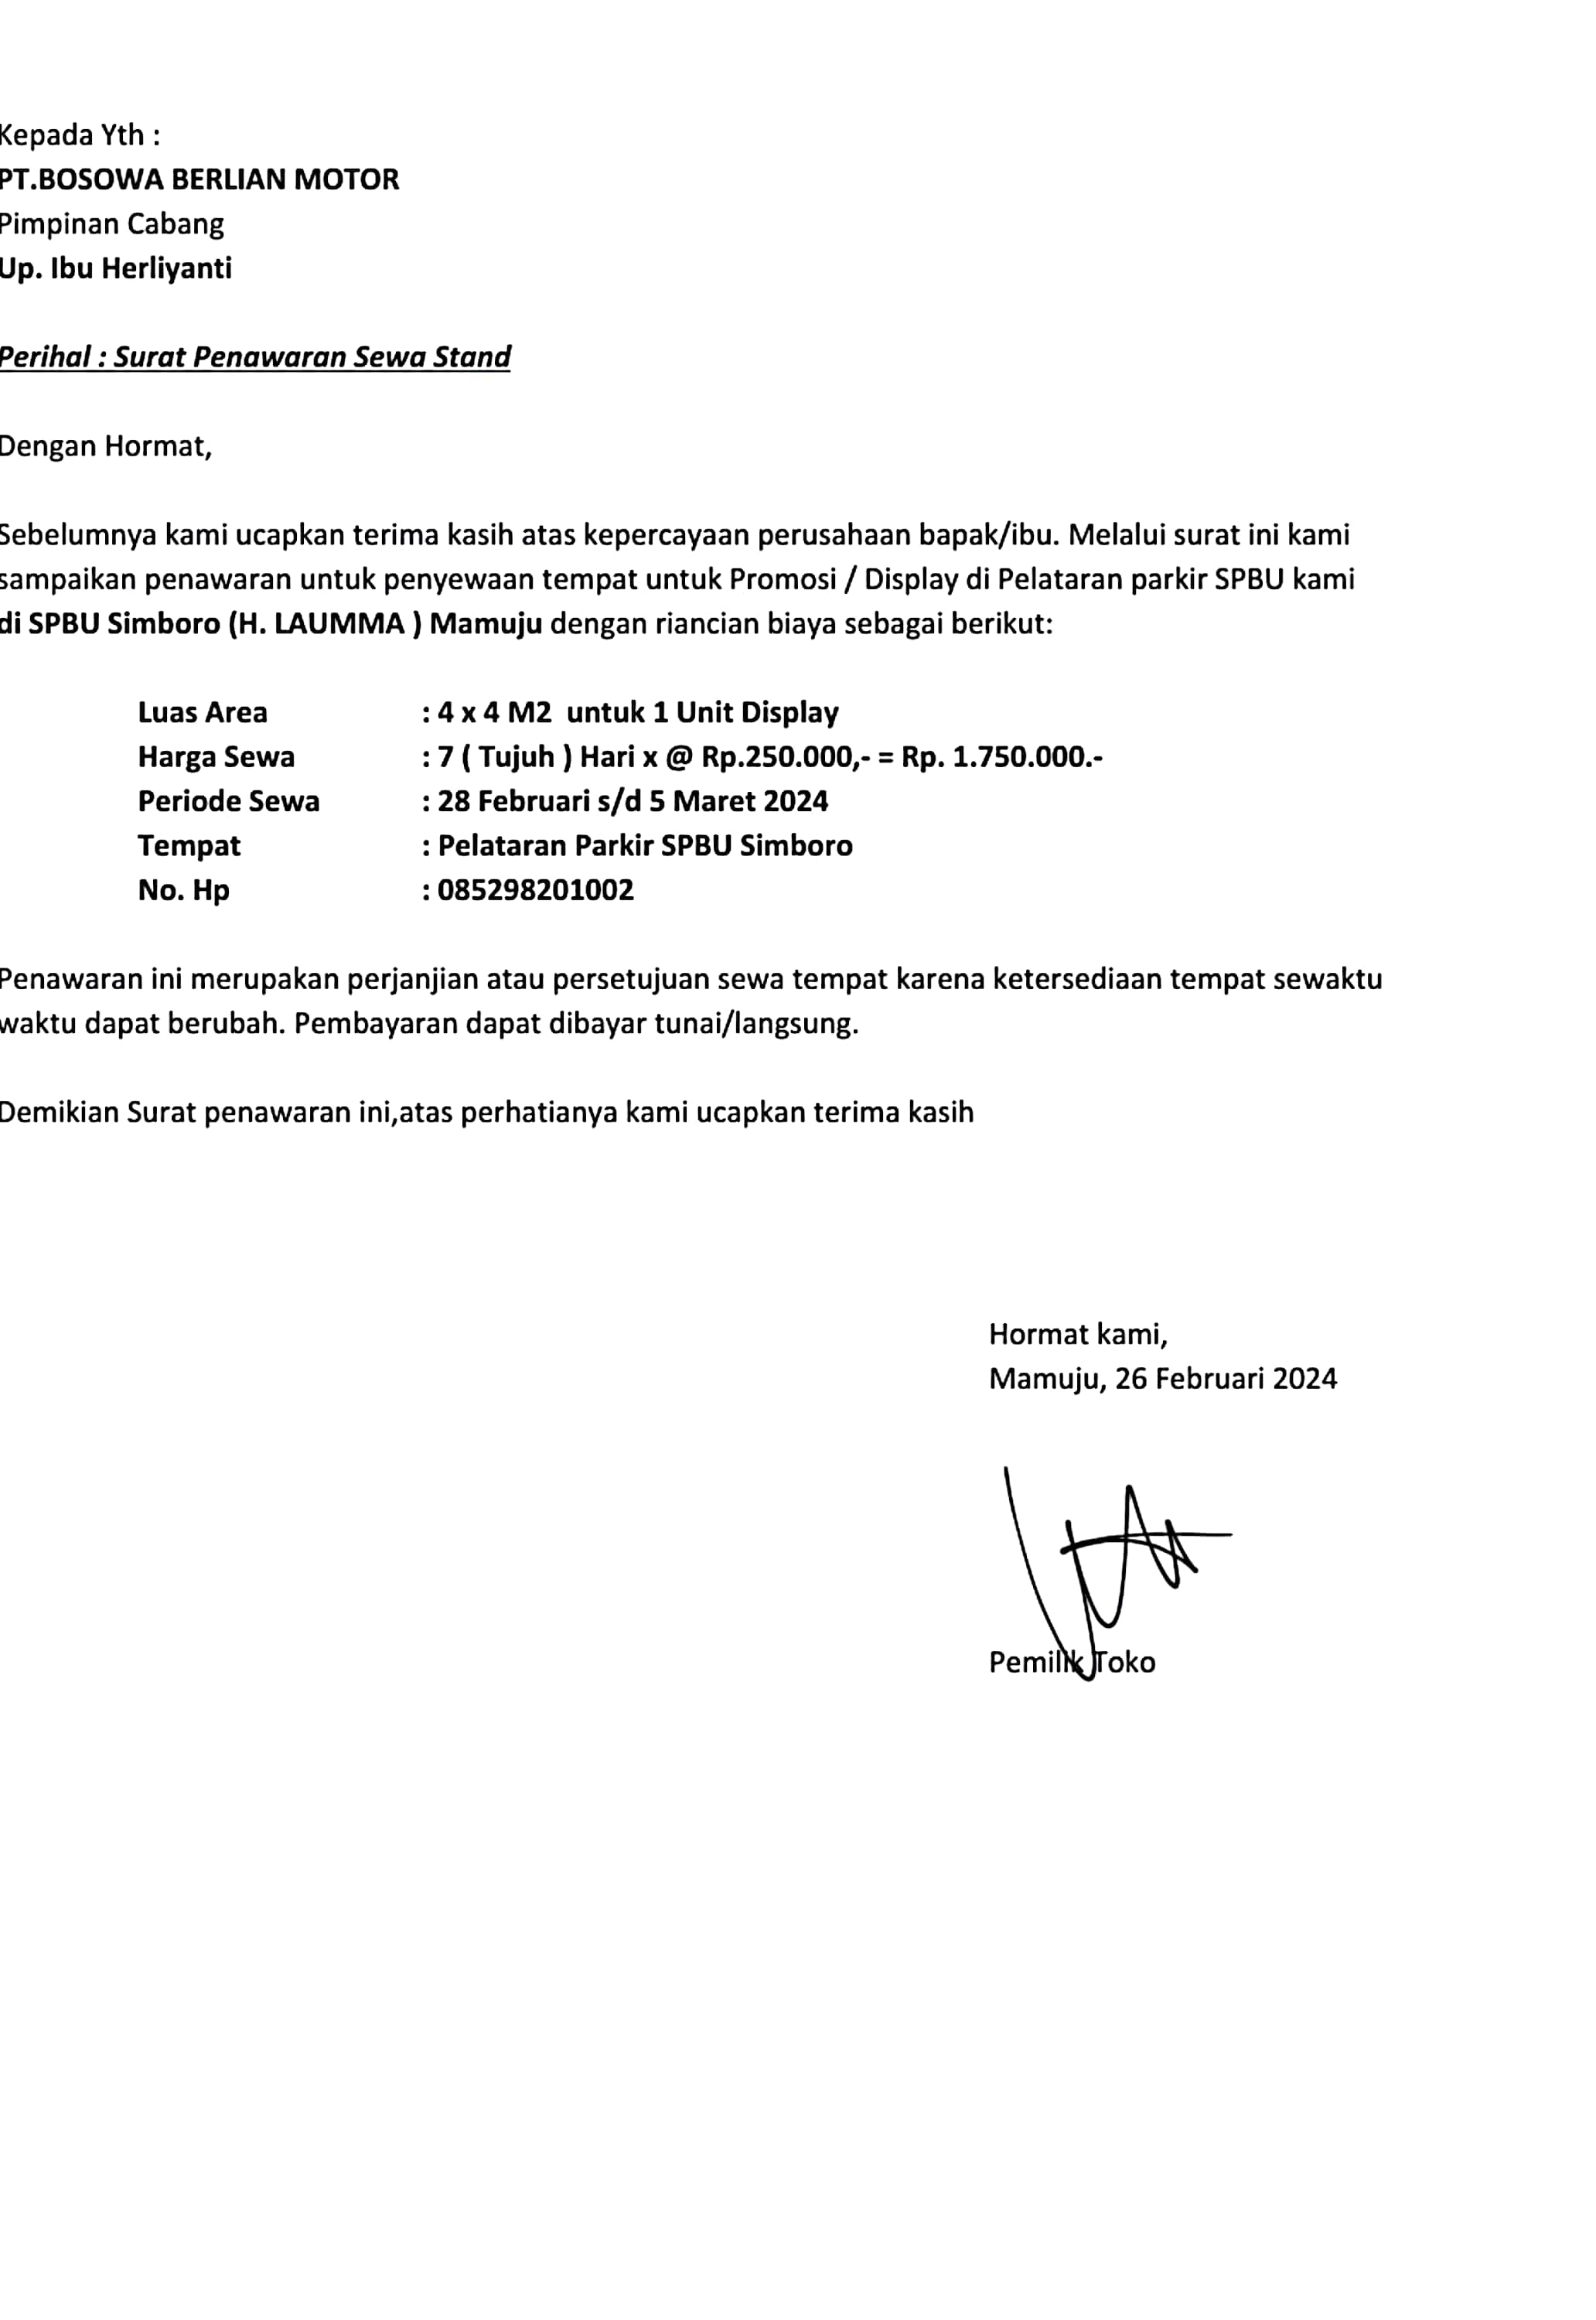 Kepada Yth :
PT.BOSOWA BERLIAN MOTOR
Pimpinan Cabang
Up. Ibu Herliyanti
Perihal : Surat Penawaran Sewa Stand
Dengan Hormat,
Sebelumnya kami ucapkan terima kasih atas kepercayaan perusahaan bapak/ibu. Melalui surat ini kami
sampaikan penawaran untuk penyewaan tempat untuk Promosi / Display di Pelataran parkir SPBU kami
di SPBU Simboro (H. LAUMMA ) Mamuju dengan riancian biaya sebagai berikut:
Luas Area : 4 x 4 M2 untuk 1 Unit Display
Harga Sewa : 7 ( Tujuh ) Hari x @ Rp.250.000,- = Rp. 1.750.000.-
Periode Sewa : 28 Februari s/d 5 Maret 2024
Tempat : Pelataran Parkir SPBU Simboro
No. Hp : 085298201002
Penawaran ini merupakan perjanjian atau persetujuan sewa tempat karena ketersediaan tempat sewaktu
waktu dapat berubah. Pembayaran dapat dibayar tunai/langsung.
Demikian Surat penawaran ini,atas perhatianya kami ucapkan terima kasih
Hormat kami,
Mamuju, 26 Februari 2024
Pemilik Toko